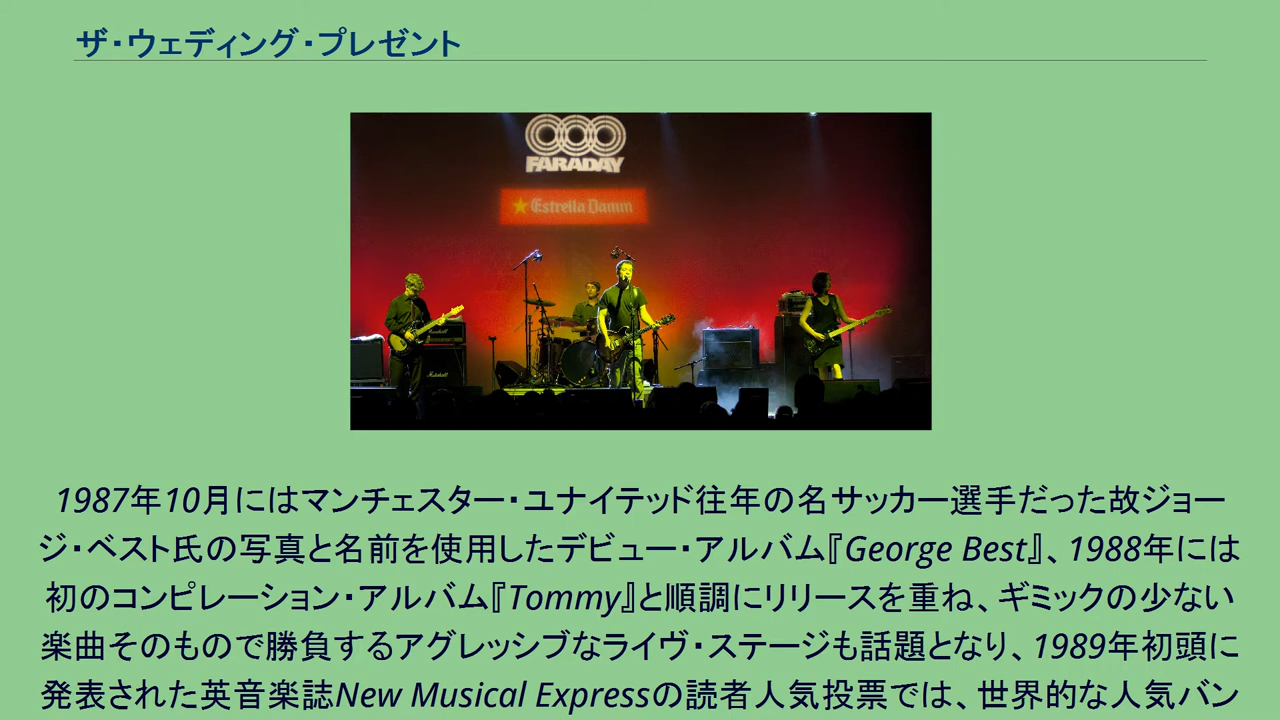 ザ・ウェディング・プレゼント
FARADAY
Estrella Damm
Marshall
Marshall
1987年10月にはマンチェスター・ユナイテッド往年の名サッカー選手だった故ジョー
ジ・ベスト氏の写真と名前を使用したデビュー・アルバム『George Best』、1988年には
初のコンピレーション・アルバム『Tommy』と順調にリリースを重ね、ギミックの少ない
楽曲そのもので勝負するアグレッシブなライヴ・ステージも話題となり、1989年初頭に
発表された英音楽誌New Musical Expressの読者人気投票では、世界的な人気バン